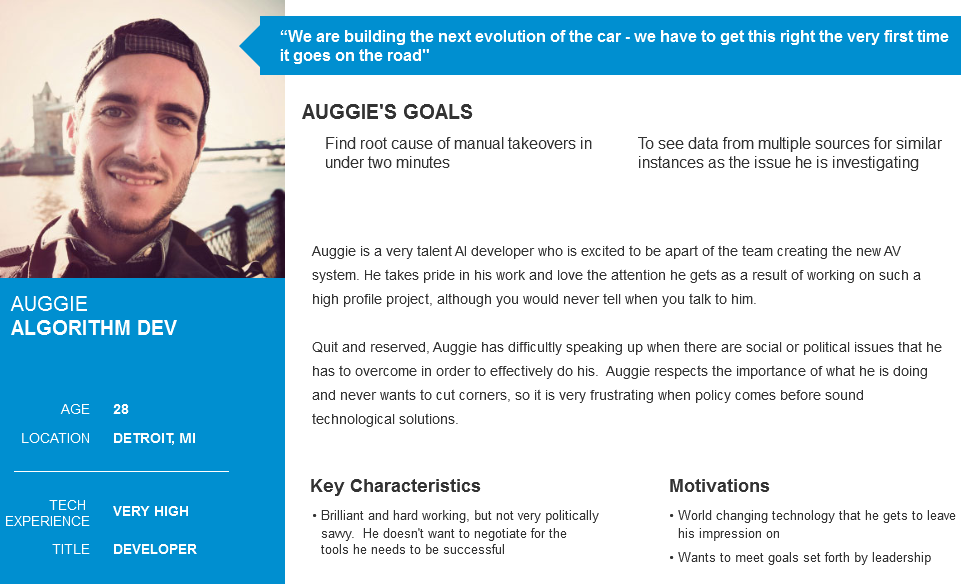 “We are building the next evolution of the car - we have to get this right the very first time
it goes on the road"
AUGGIE'S GOALS
Find root cause of manual takeovers in
under two minutes
To see data from multiple sources for similar
instances as the issue he is investigating
Auggie is a very talent AI developer who is excited to be apart of the team creating the new AV
system. He takes pride in his work and love the attention he gets as a result of working on such a
high profile project, although you would never tell when you talk to him.
Quit and reserved, Auggie has difficultly speaking up when there are social or political issues that he
has to overcome in order to effectively do his.  Auggie respects the importance of what he is doing
and never wants to cut corners, so it is very frustrating when policy comes before sound
technological solutions.
AUGGIE
ALGORITHM DEV
AGE 28
LOCATION DETROIT, MI
TECH
EXPERIENCE VERY HIGH
TITLE DEVELOPER
Key Characteristics
• Brilliant and hard working, but not very politically
savvy.  He doesn't want to negotiate for the
tools he needs to be successful
Motivations
• World changing technology that he gets to leave
his impression on
• Wants to meet goals set forth by leadership